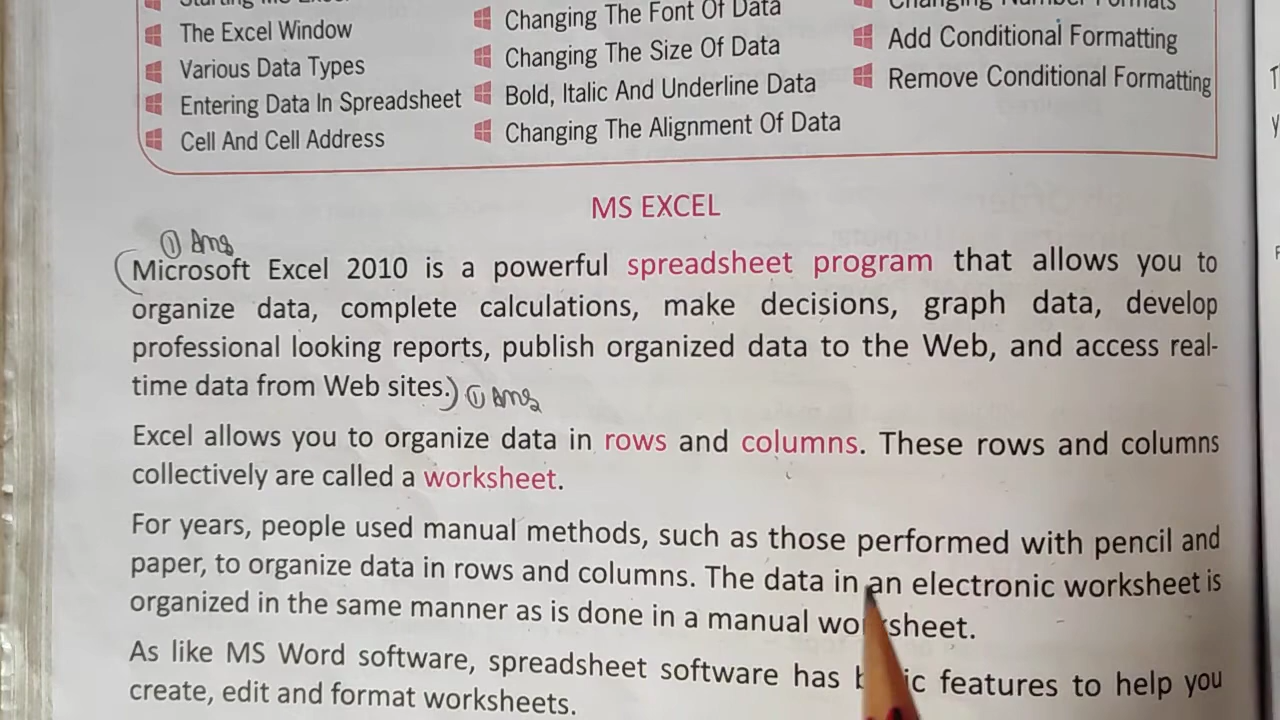 The Excel Window
Various Data Types
Entering Data In Spreadsheet
Cell And Cell Address
Changing The Font Of Data
Changing The Size Of Data
Bold, Italic And Underline Data
Changing The Alignment Of Data
Changing Number Formats
Add Conditional Formatting
Remove Conditional Formatting
MS EXCEL
① Ans
(Microsoft Excel 2010 is a powerful spreadsheet program that allows you to
organize data, complete calculations, make decisions, graph data, develop
professional looking reports, publish organized data to the Web, and access real-
time data from Web sites.) ① Ans
Excel allows you to organize data in rows and columns. These rows and columns
collectively are called a worksheet.
For years, people used manual methods, such as those performed with pencil and
paper, to organize data in rows and columns. The data in an electronic worksheet is
organized in the same manner as is done in a manual worksheet.
As like MS Word software, spreadsheet software has basic features to help you
create, edit and format worksheets.